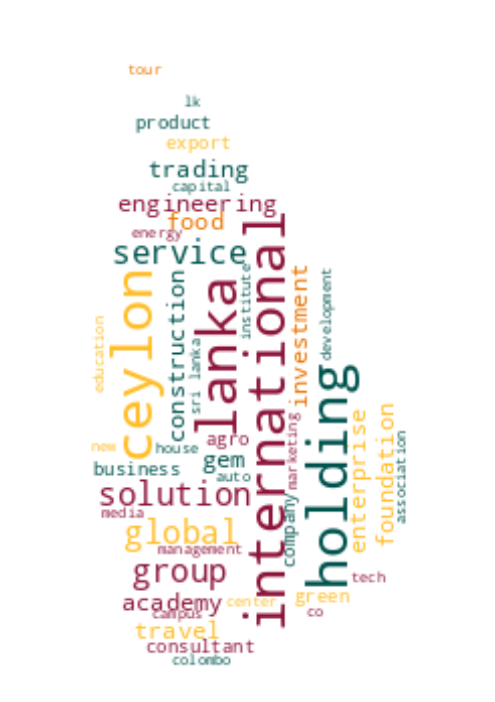 tour
lk
product
export
trading
capital
engineering
food
energy
service
institute
international
ceylon
construction
lanka
investment
development
education
sri lanka
holding
agro
marketing
enterprise
foundation
association
new
house
gem
business
auto
solution
company
media
global
management
group
tech
academy
center
green
campus
co
travel
consultant
colombo